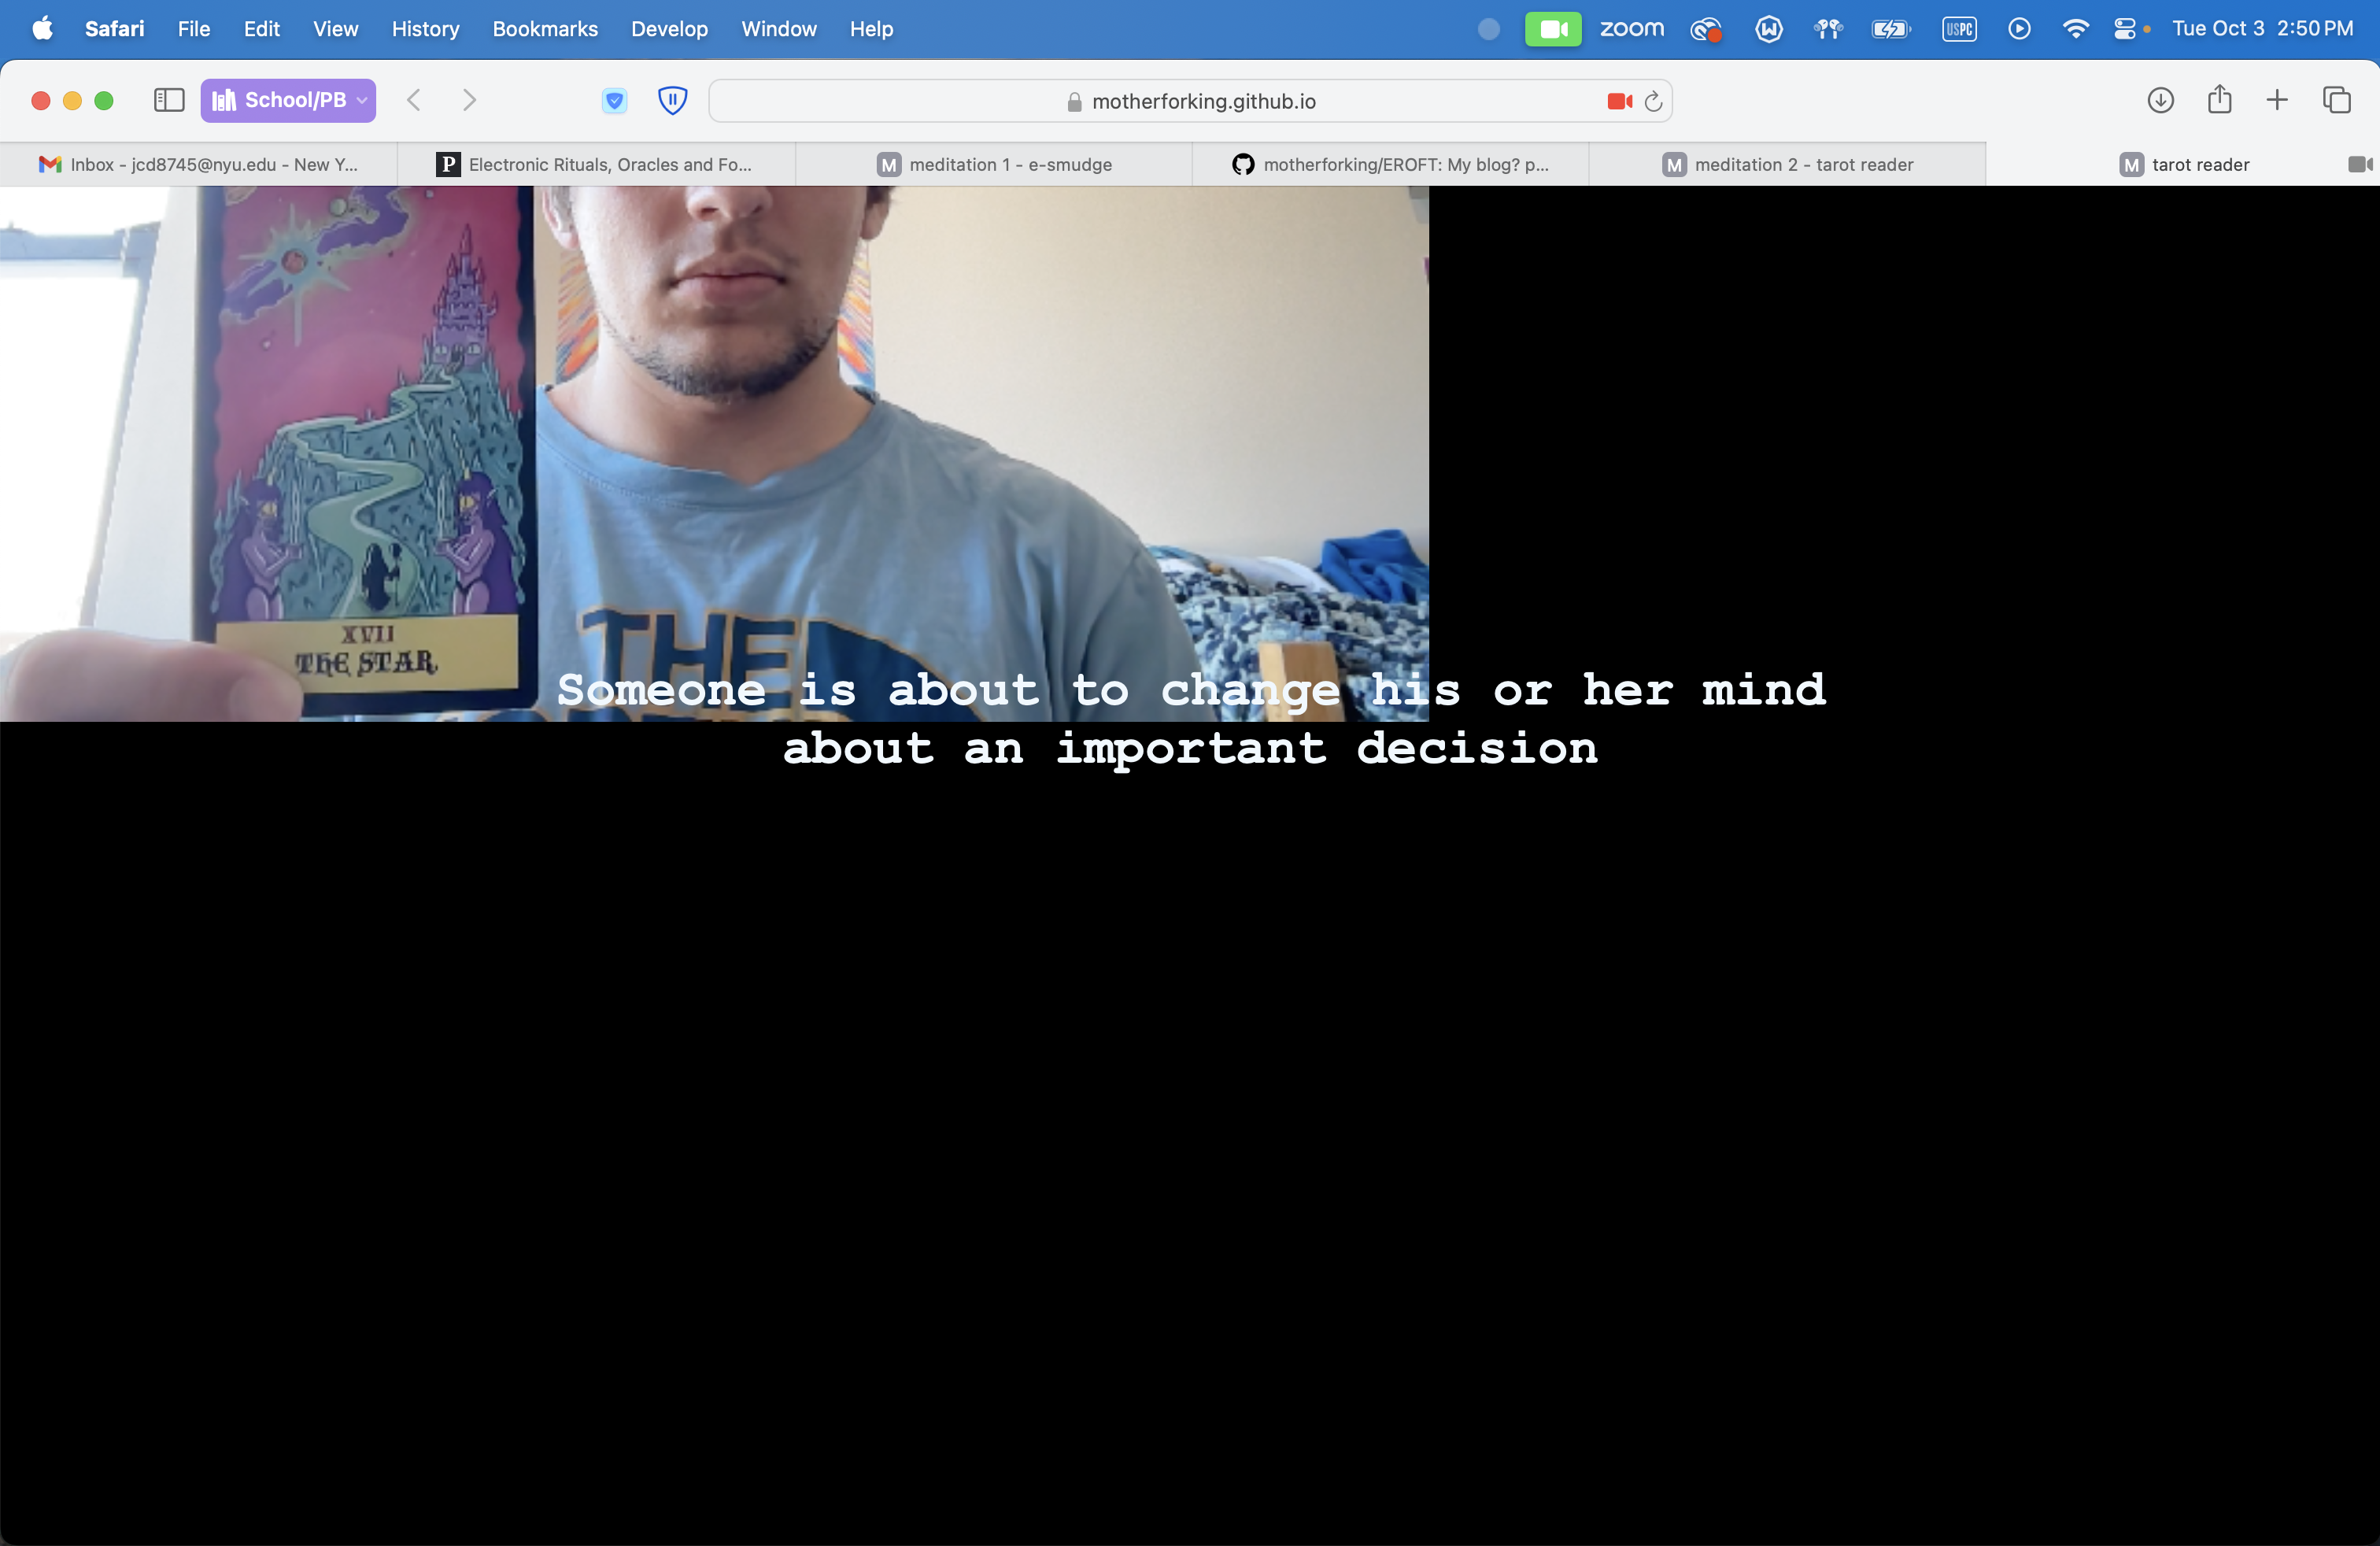 Safari File Edit View History Bookmarks Develop Window Help zoom USPC Tue Oct 3 2:50 PM
School/PB motherforking.github.io
Inbox - jcd8745@nyu.edu - New Y... P Electronic Rituals, Oracles and Fo... M meditation 1 - e-smudge motherforking/EROFT: My blog? p... M meditation 2 - tarot reader M tarot reader
XVII
THE STAR
THE
Someone is about to change his or her mind
about an important decision